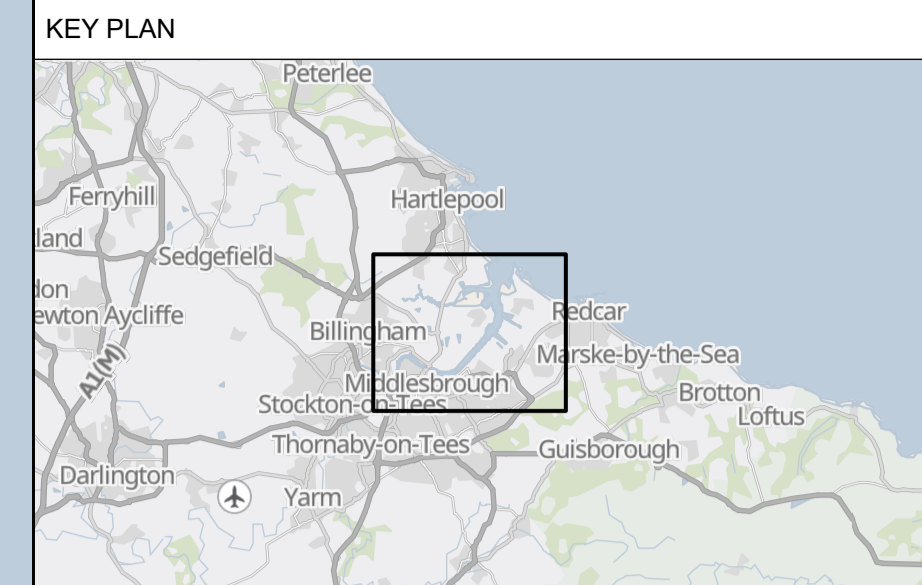 KEY PLAN
Peterlee
Ferryhill
Hartlepool
land
Sedgefield
don
ewton Aycliffe
Redcar
Billingham
Marske-by-the-Sea
Middlesbrough
Brotton
Stockton-on-Tees
Loftus
A1(M)
Thornaby-on-Tees
Guisborough
Darlington
Yarm